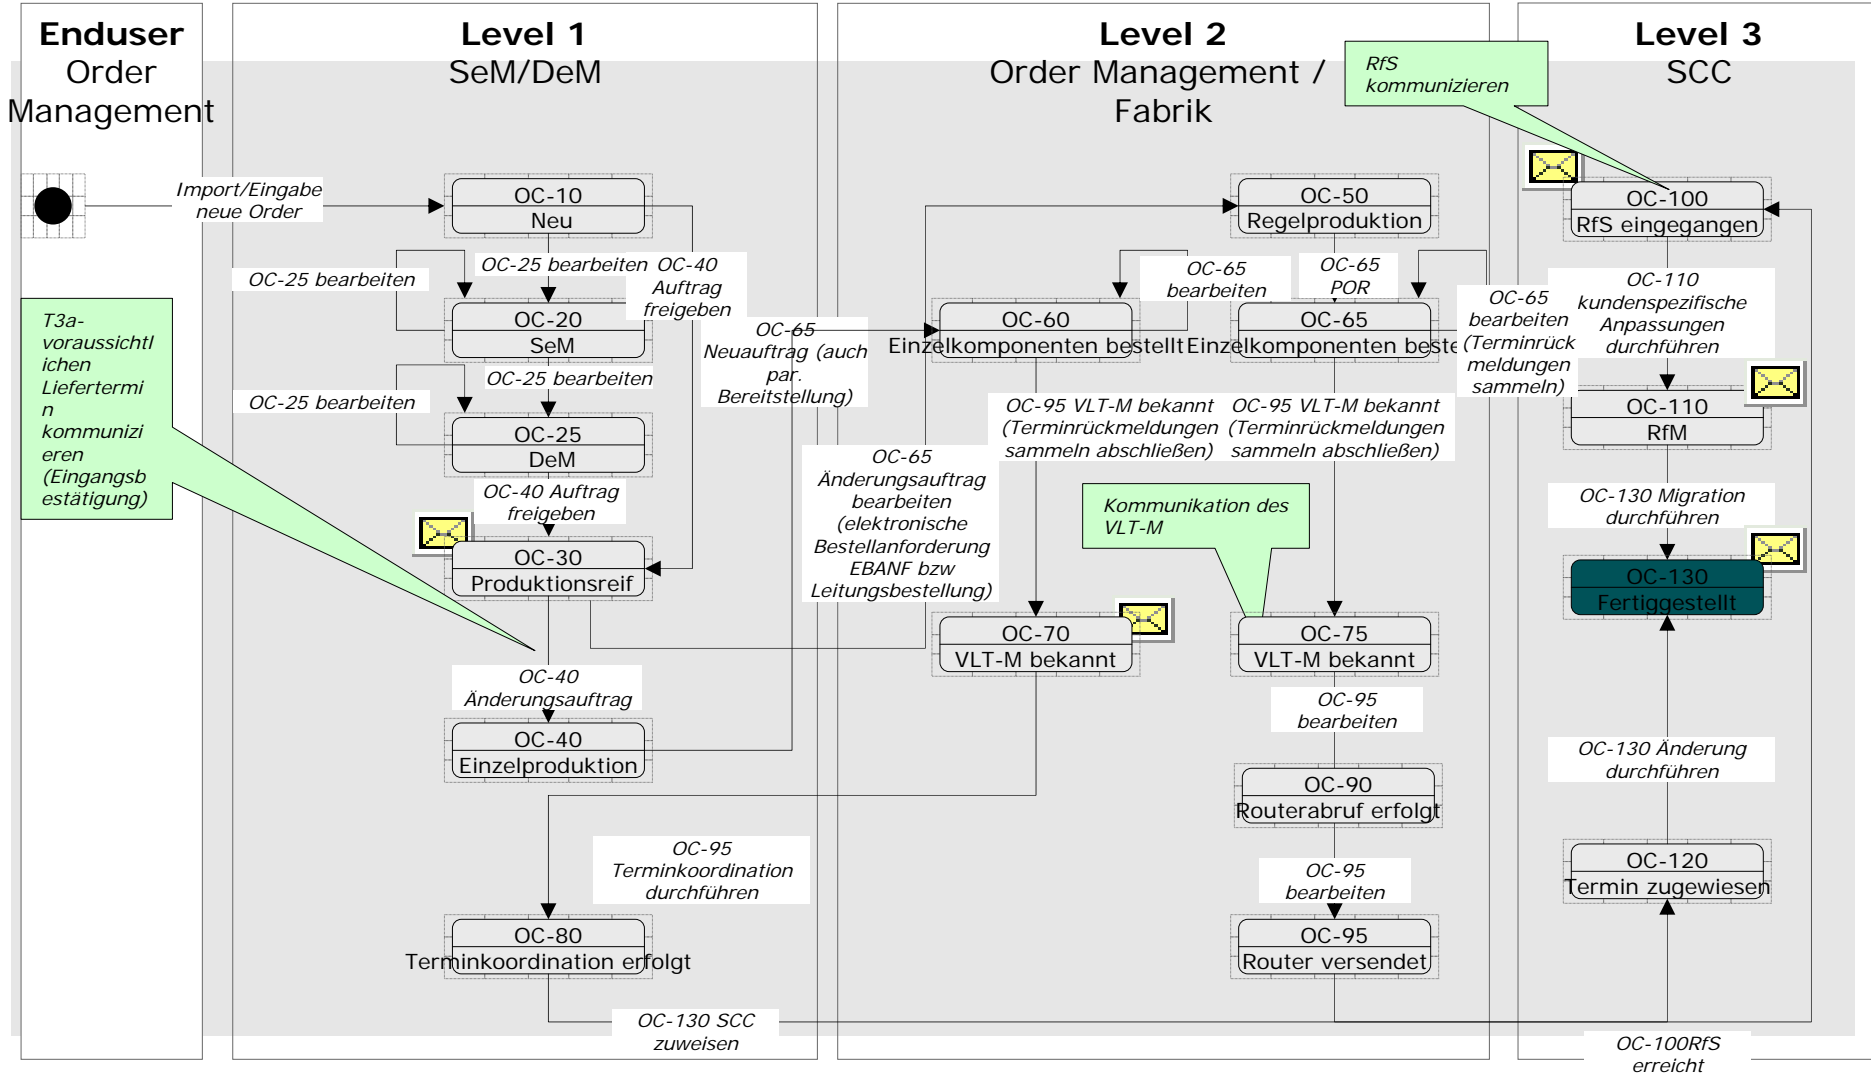 Enduser
Order
Management
Level 1
SeM/DeM
Level 2
Order Management /
Fabrik
Level 3
SCC
RfS
kommunizieren
Import/Eingabe
neue Order
OC-10
Neu
OC-25 bearbeiten
OC-25 bearbeiten
OC-40
Auftrag
freigeben
OC-20
SeM
OC-25 bearbeiten
OC-25 bearbeiten
OC-25
DeM
OC-40 Auftrag
freigeben
OC-30
Produktionsreif
T3a-
voraussichtl
ichen
Liefertermi
n
kommunizi
eren
(Eingangsb
estätigung)
OC-40
Änderungsauftrag
OC-40
Einzelproduktion
OC-95
Terminkoordination
durchführen
OC-80
Terminkoordination erfolgt
OC-130 SCC
zuweisen
OC-65
Neuauftrag (auch
par.
Bereitstellung)
OC-65
Änderungsauftrag
bearbeiten
(elektronische
Bestellanforderung
EBANF bzw
Leitungsbestellung)
OC-50
Regelproduktion
OC-65
bearbeiten
OC-65
POR
OC-60
Einzelkomponenten bestellt
OC-65
Einzelkomponenten beste
OC-65
bearbeiten
(Terminrück
meldungen
sammeln)
OC-95 VLT-M bekannt
(Terminrückmeldungen
sammeln abschließen)
OC-95 VLT-M bekannt
(Terminrückmeldungen
sammeln abschließen)
Kommunikation des
VLT-M
OC-70
VLT-M bekannt
OC-75
VLT-M bekannt
OC-95
bearbeiten
OC-90
Routerabruf erfolgt
OC-95
bearbeiten
OC-95
Router versendet
OC-100
RfS eingegangen
OC-110
kundenspezifische
Anpassungen
durchführen
OC-110
RfM
OC-130 Migration
durchführen
OC-130
Fertiggestellt
OC-130 Änderung
durchführen
OC-120
Termin zugewiesen
OC-100RfS
erreicht